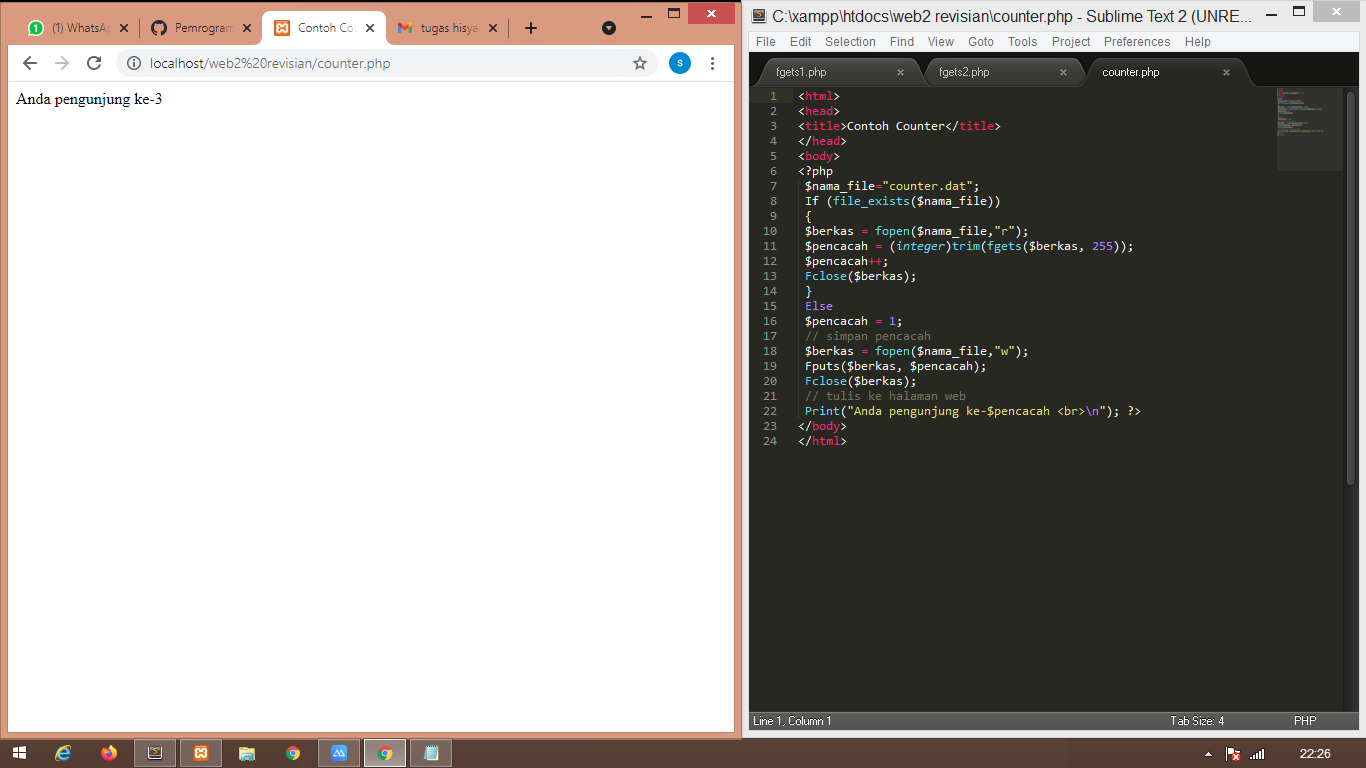 (1) WhatsAp
Pemrogram
Contoh Co
tugas hisya
localhost/web2%20revisian/counter.php
S
Anda pengunjung ke-3
C:\xampp\htdocs\web2 revisian\counter.php - Sublime Text 2 (UNRE...
File Edit Selection Find View Goto Tools Project Preferences Help
fgets1.php fgets2.php counter.php
1 <html>
2 <head>
3 <title>Contoh Counter</title>
4 </head>
5 <body>
6 <?php
7 $nama_file="counter.dat";
8 If (file_exists($nama_file))
9 {
10 $berkas = fopen($nama_file,"r");
11 $pencacah = (integer)trim(fgets($berkas, 255));
12 $pencacah++;
13 Fclose($berkas);
14 }
15 Else
16 $pencacah = 1;
17 // simpan pencacah
18 $berkas = fopen($nama_file,"w");
19 Fputs($berkas, $pencacah);
20 Fclose($berkas);
21 // tulis ke halaman web
22 Print("Anda pengunjung ke-$pencacah <br>\n"); ?>
23 </body>
24 </html>
Line 1, Column 1 Tab Size: 4 PHP
22:26